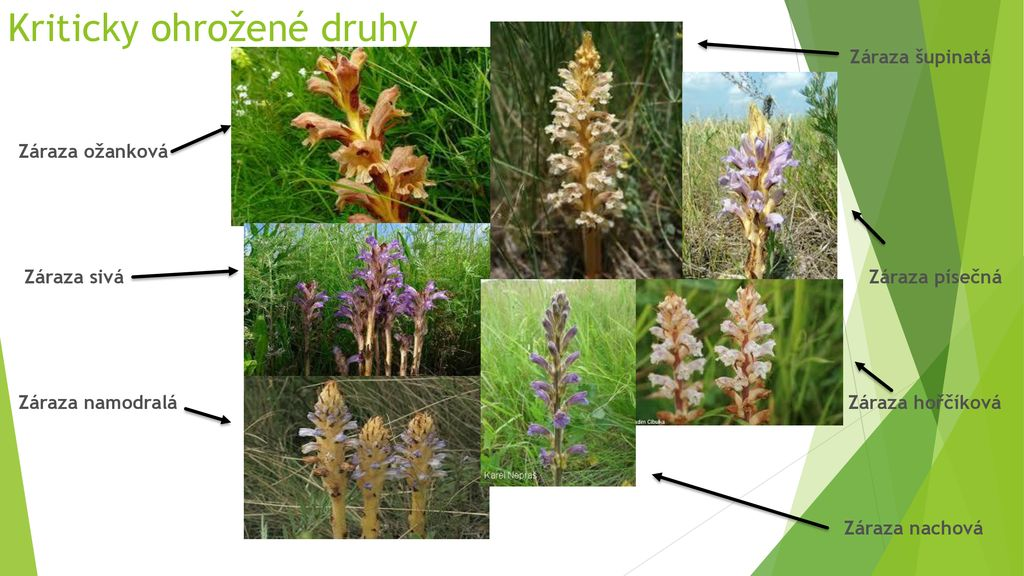 Kriticky ohrožené druhy
Záraza šupinatá
Záraza ožanková
Záraza sivá
Záraza písečná
Záraza namodralá
Záraza hořčíková
Karel Nepraš
Záraza nachová